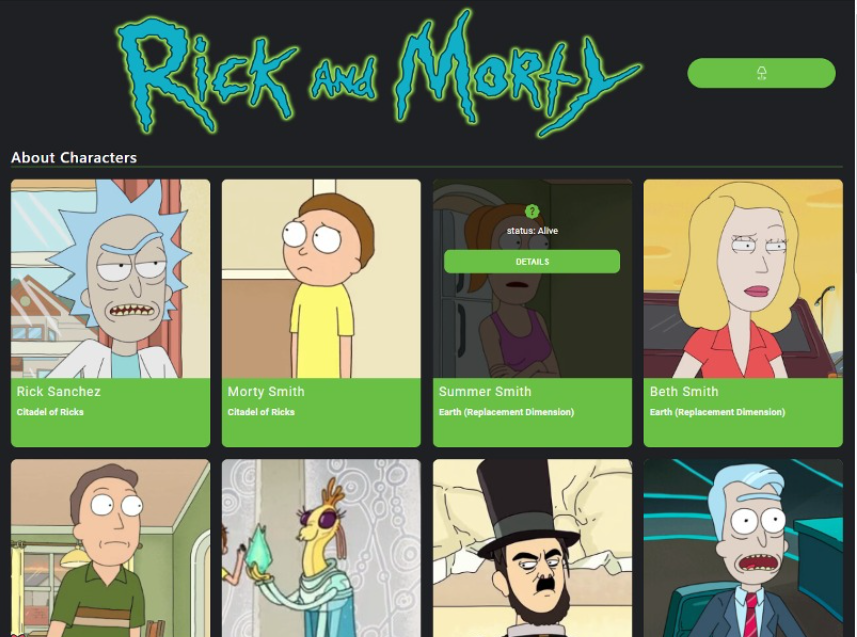 Rick and Morty
About Characters
?
status: Alive
DETAILS
Rick Sanchez
Citadel of Ricks
Morty Smith
Citadel of Ricks
Summer Smith
Earth (Replacement Dimension)
Beth Smith
Earth (Replacement Dimension)